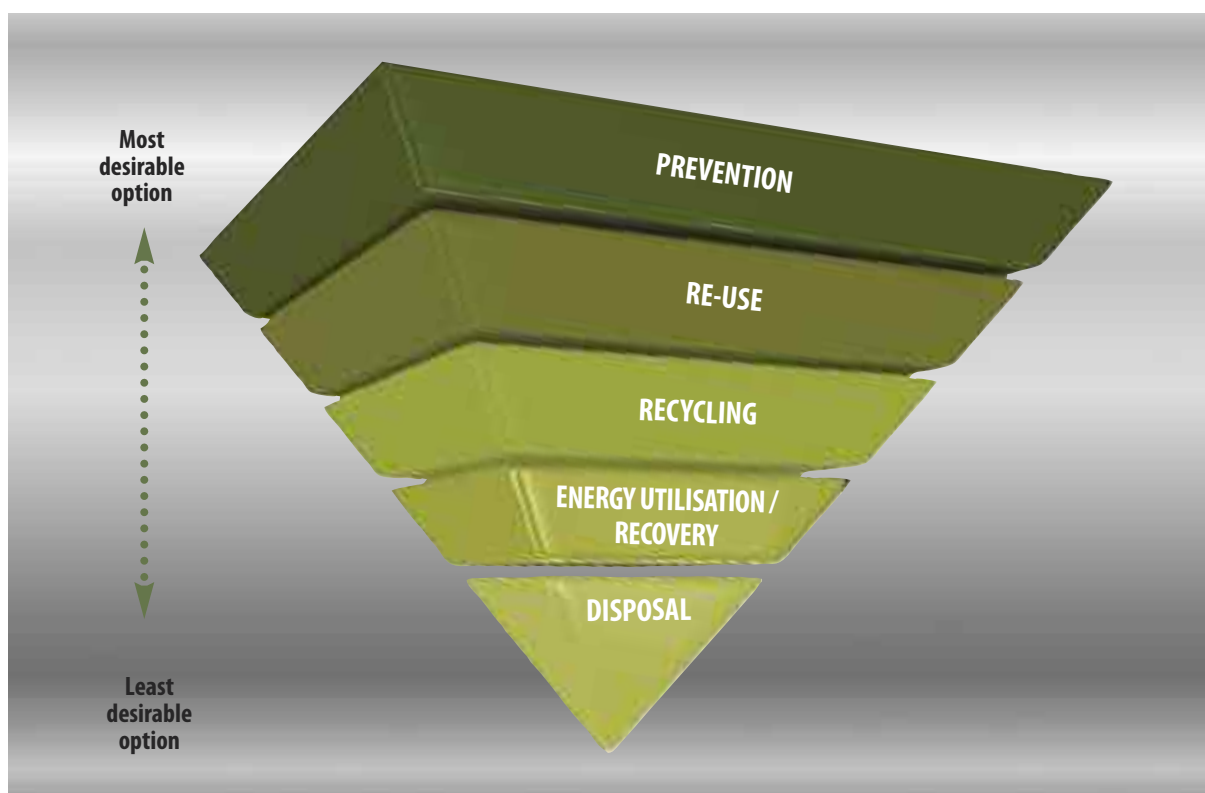 Most
desirable
option
PREVENTION
RE-USE
RECYCLING
ENERGY UTILISATION /
RECOVERY
DISPOSAL
Least
desirable
option